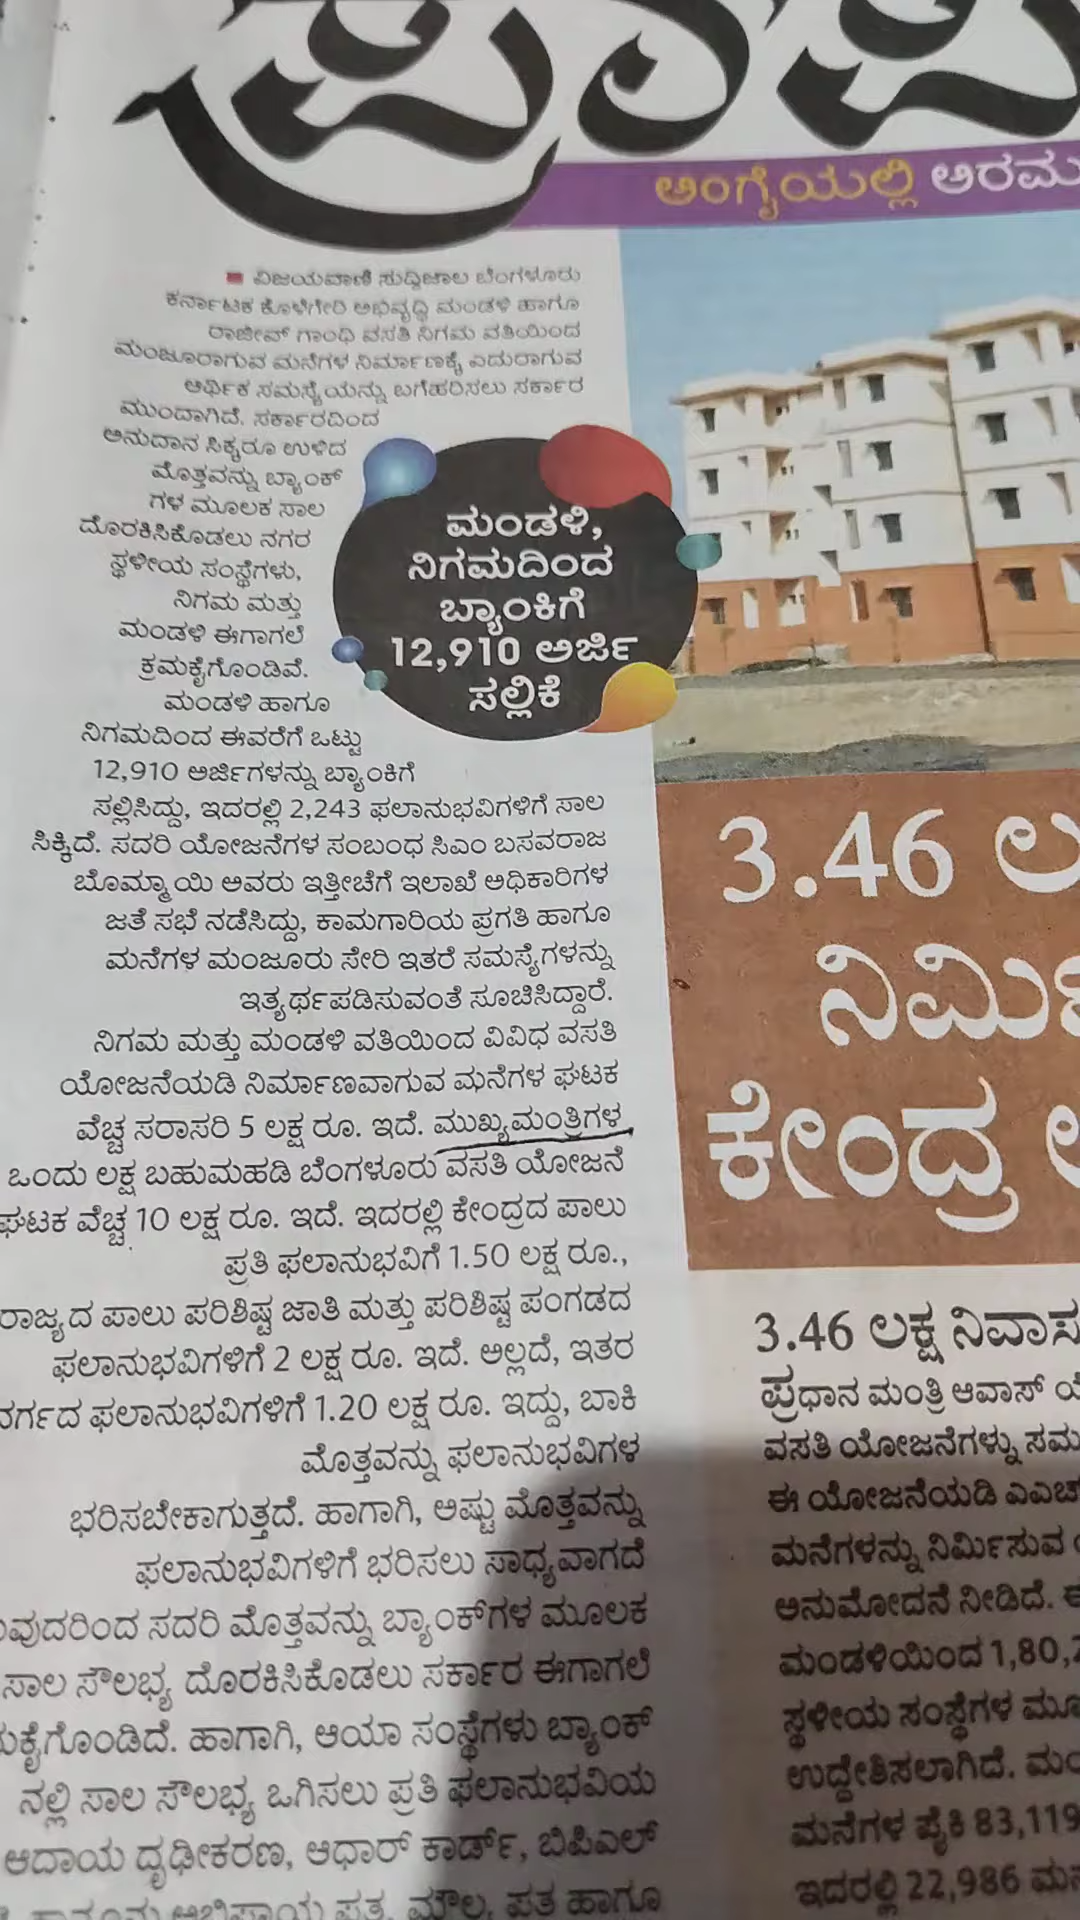 ಅಂಗೈಯಲ್ಲಿ
ವಿಜಯವಾಣಿ ಸುದ್ದಿಜಾಲ ಬೆಂಗಳೂರು
ಕರ್ನಾಟಕ ಕೊಳೆಗೇರಿ ಅಭಿವೃದ್ಧಿ ಮಂಡಳಿ ಹಾಗೂ
ರಾಜೀವ್ ಗಾಂಧಿ ವಸತಿ ನಿಗಮ ವತಿಯಿಂದ
ಮಂಜೂರಾಗುವ ಮನೆಗಳ ನಿರ್ಮಾಣಕ್ಕೆ ಎದುರಾಗುವ
ಆರ್ಥಿಕ ಸಮಸ್ಯೆಯನ್ನು ಬಗೆಹರಿಸಲು ಸರ್ಕಾರ
ಮುಂದಾಗಿದೆ. ಸರ್ಕಾರದಿಂದ
ಅನುದಾನ ಸಿಕ್ಕರೂ ಉಳಿದ
ಮೊತ್ತವನ್ನು ಬ್ಯಾಂಕ್
ಗಳ ಮೂಲಕ ಸಾಲ
ದೊರಕಿಸಿಕೊಡಲು ನಗರ
ಸ್ಥಳೀಯ ಸಂಸ್ಥೆಗಳು,
ನಿಗಮ ಮತ್ತು
ಮಂಡಳಿ ಈಗಾಗಲೆ
ಕ್ರಮಕೈಗೊಂಡಿವೆ.
ಮಂಡಳಿ ಹಾಗೂ
ನಿಗಮದಿಂದ ಈವರೆಗೆ ಒಟ್ಟು
12,910 ಅರ್ಜಿಗಳನ್ನು ಬ್ಯಾಂಕಿಗೆ
ಸಲ್ಲಿಸಿದ್ದು, ಇದರಲ್ಲಿ 2,243 ಫಲಾನುಭವಿಗಳಿಗೆ ಸಾಲ
ಸಿಕ್ಕಿದೆ. ಸದರಿ ಯೋಜನೆಗಳ ಸಂಬಂಧ ಸಿಎಂ ಬಸವರಾಜ
ಬೊಮ್ಮಾಯಿ ಅವರು ಇತ್ತೀಚೆಗೆ ಇಲಾಖೆ ಅಧಿಕಾರಿಗಳ
ಜತೆ ಸಭೆ ನಡೆಸಿದ್ದು, ಕಾಮಗಾರಿಯ ಪ್ರಗತಿ ಹಾಗೂ
ಮನೆಗಳ ಮಂಜೂರು ಸೇರಿ ಇತರೆ ಸಮಸ್ಯೆಗಳನ್ನು
ಇತ್ಯರ್ಥಪಡಿಸುವಂತೆ ಸೂಚಿಸಿದ್ದಾರೆ.
ನಿಗಮ ಮತ್ತು ಮಂಡಳಿ ವತಿಯಿಂದ ವಿವಿಧ ವಸತಿ
ಯೋಜನೆಯಡಿ ನಿರ್ಮಾಣವಾಗುವ ಮನೆಗಳ ಘಟಕ
ವೆಚ್ಚ ಸರಾಸರಿ 5 ಲಕ್ಷ ರೂ. ಇದೆ. ಮುಖ್ಯಮಂತ್ರಿಗಳ
ಒಂದು ಲಕ್ಷ ಬಹುಮಹಡಿ ಬೆಂಗಳೂರು ವಸತಿ ಯೋಜನೆ
ಘಟಕ ವೆಚ್ಚ 10 ಲಕ್ಷ ರೂ. ಇದೆ. ಇದರಲ್ಲಿ ಕೇಂದ್ರದ ಪಾಲು
ಪ್ರತಿ ಫಲಾನುಭವಿಗೆ 1.50 ಲಕ್ಷ ರೂ.,
ರಾಜ್ಯದ ಪಾಲು ಪರಿಶಿಷ್ಟ ಜಾತಿ ಮತ್ತು ಪರಿಶಿಷ್ಟ ಪಂಗಡದ
ಫಲಾನುಭವಿಗಳಿಗೆ 2 ಲಕ್ಷ ರೂ. ಇದೆ. ಅಲ್ಲದೆ, ಇತರ
ವರ್ಗದ ಫಲಾನುಭವಿಗಳಿಗೆ 1.20 ಲಕ್ಷ ರೂ. ಇದ್ದು, ಬಾಕಿ
ಮೊತ್ತವನ್ನು ಫಲಾನುಭವಿಗಳ
ಭರಿಸಬೇಕಾಗುತ್ತದೆ. ಹಾಗಾಗಿ, ಅಷ್ಟು ಮೊತ್ತವನ್ನು
ಫಲಾನುಭವಿಗಳಿಗೆ ಭರಿಸಲು ಸಾಧ್ಯವಾಗದೆ
ಸದರಿ ಮೊತ್ತವನ್ನು ಬ್ಯಾಂಕ್‌ಗಳ ಮೂಲಕ
ಸಾಲ ಸೌಲಭ್ಯ ದೊರಕಿಸಿಕೊಡಲು ಸರ್ಕಾರ ಈಗಾಗಲೆ
ಹಾಗಾಗಿ, ಆಯಾ ಸಂಸ್ಥೆಗಳು ಬ್ಯಾಂಕ್
ನಲ್ಲಿ ಸಾಲ ಸೌಲಭ್ಯ ಒಗಿಸಲು ಪ್ರತಿ ಫಲಾನುಭವಿಯ
ಆದಾಯ ದೃಢೀಕರಣ, ಆಧಾರ್ ಕಾರ್ಡ್, ಬಿಪಿಎಲ್
ಪತ್ರ ಹಾಗೂ
ಮಂಡಳಿ,
ನಿಗಮದಿಂದ
ಬ್ಯಾಂಕಿಗೆ
12,910 ಅರ್ಜಿ
ಸಲ್ಲಿಕೆ
3.46
ಕೇಂದ್ರ
3.46 ಲಕ್ಷ
ಪ್ರಧಾನ ಮಂತ್ರಿ ಆವಾಸ್
ವಸತಿ ಯೋಜನೆಗಳ್ನು
ಈ ಯೋಜನೆಯಡಿ
ಮನೆಗಳನ್ನು ನಿರ್ಮಿಸುವ
ಅನುಮೋದನೆ ನೀಡಿದೆ.
ಮಂಡಳಿಯಿಂದ
ಸ್ಥಳೀಯ ಸಂಸ್ಥೆಗಳ
ಉದ್ದೇಶಿಸಲಾಗಿದೆ.
ಮನೆಗಳ ಪೈಕಿ 83,119
ಇದರಲ್ಲಿ 22,986